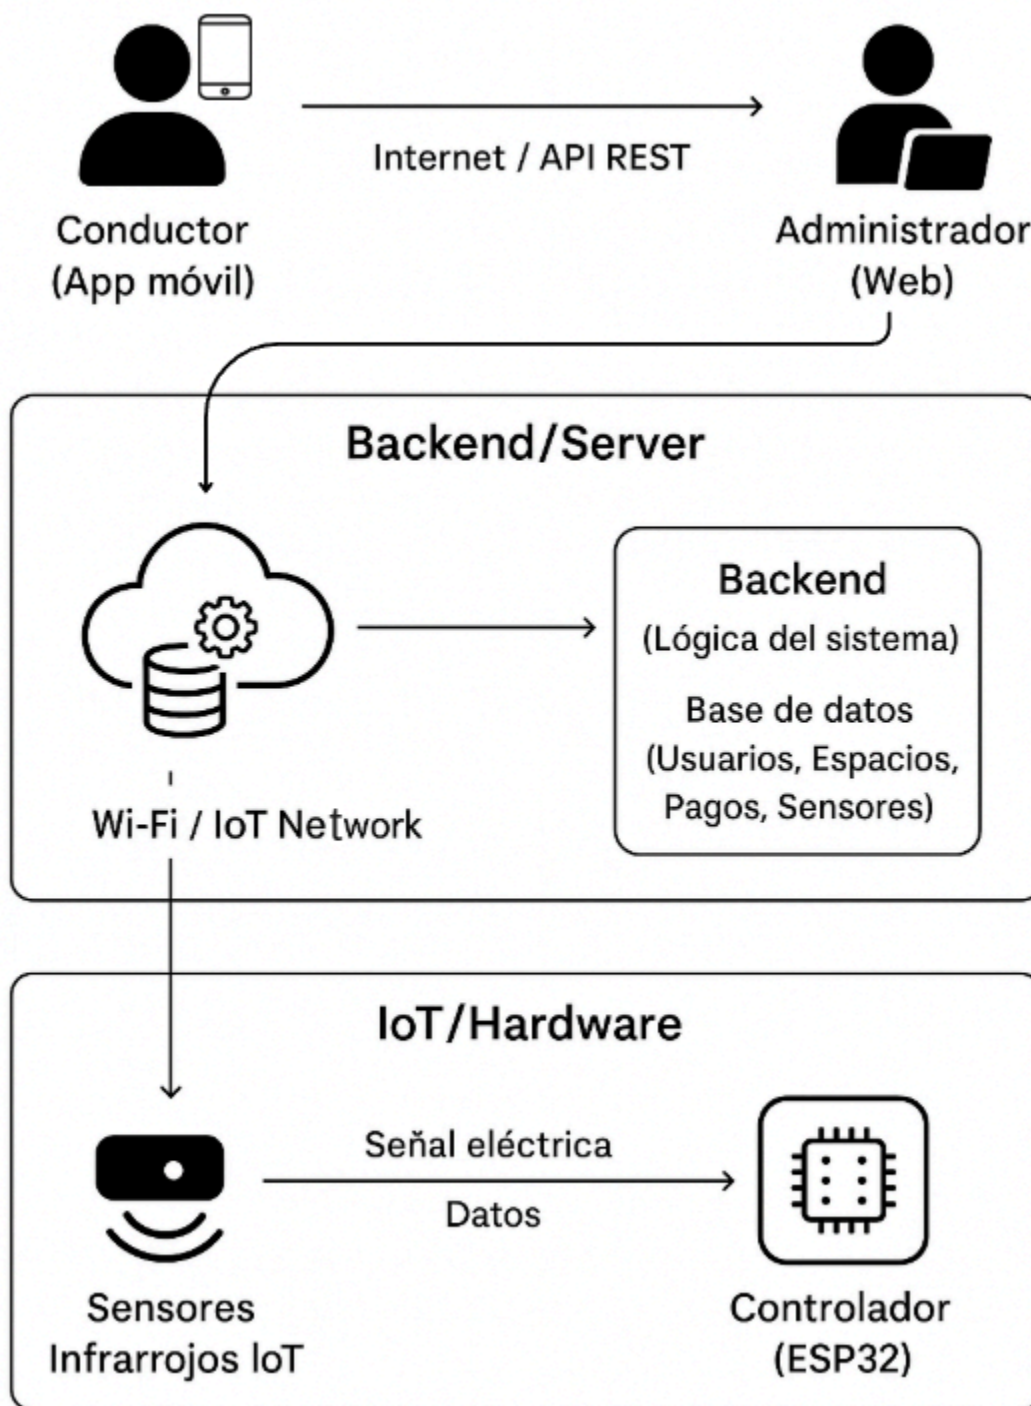 Internet / API REST
Conductor
(App móvil)
Administrador
(Web)
Backend/Server
Backend
(Lógica del sistema)
Base de datos
(Usuarios, Espacios,
Pagos, Sensores)
Wi-Fi / IoT Network
IoT/Hardware
Señal eléctrica
Datos
Sensores
Infrarrojos IoT
Controlador
(ESP32)